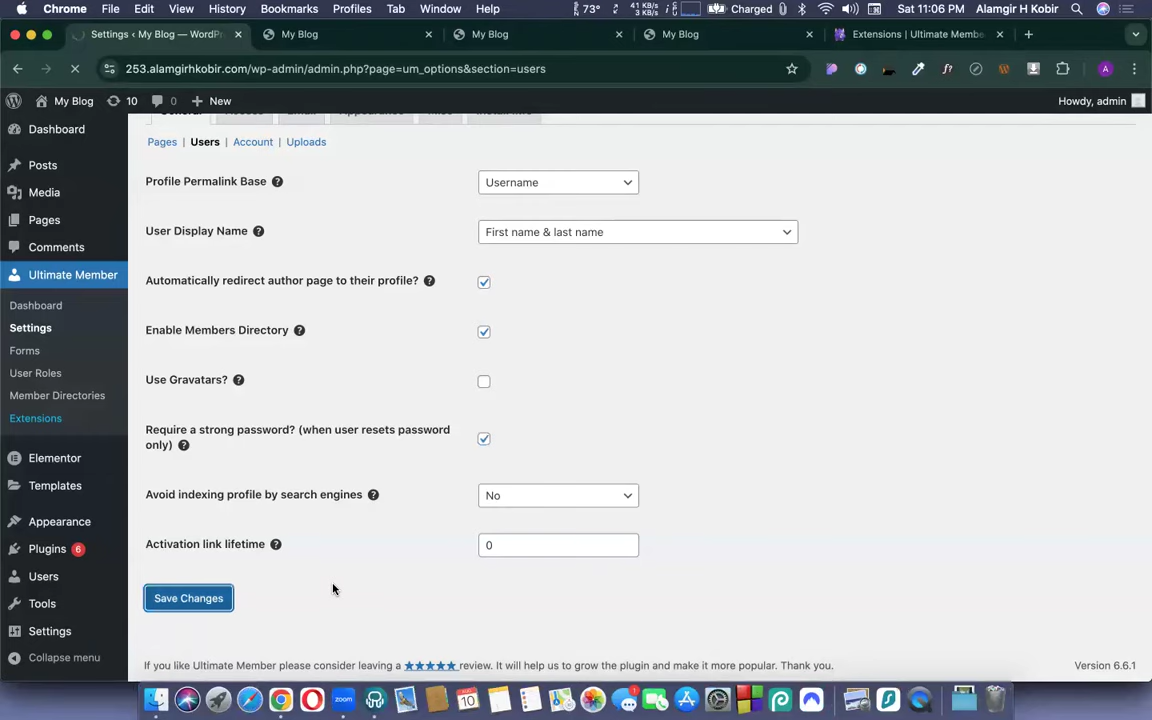 Chrome File Edit View History Bookmarks Profiles Tab Window Help 73° 41 KB/s 3 KB/s Charged Sat 11:06 PM Alamgir H Kobir
Settings ‹ My Blog — WordPr
My Blog
My Blog
My Blog
Extensions | Ultimate Membe
253.alamgirhkobir.com/wp-admin/admin.php?page=um_options&section=users
My Blog 10 0 New Howdy, admin
Dashboard
Posts
Media
Pages
Comments
Ultimate Member
Dashboard
Settings
Forms
User Roles
Member Directories
Extensions
Elementor
Templates
Appearance
Plugins 6
Users
Tools
Settings
Collapse menu
Pages | Users | Account | Uploads
Profile Permalink Base ? Username
User Display Name ? First name & last name
Automatically redirect author page to their profile? ?
Enable Members Directory ?
Use Gravatars? ?
Require a strong password? (when user resets password
only) ?
Avoid indexing profile by search engines ? No
Activation link lifetime ? 0
Save Changes
If you like Ultimate Member please consider leaving a ★★★★★ review. It will help us to grow the plugin and make it more popular. Thank you.
Version 6.6.1